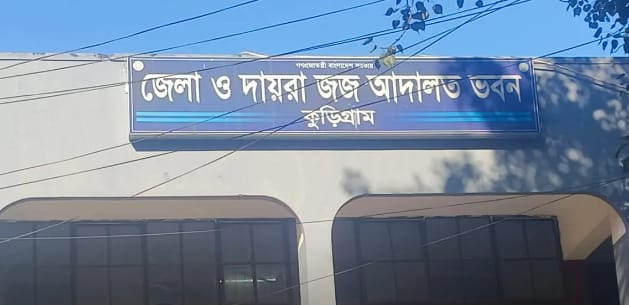 গণপ্রজাতন্ত্রী বাংলাদেশ সরকার
জেলা ও দায়রা জজ আদালত ভবন
কুড়িগ্রাম